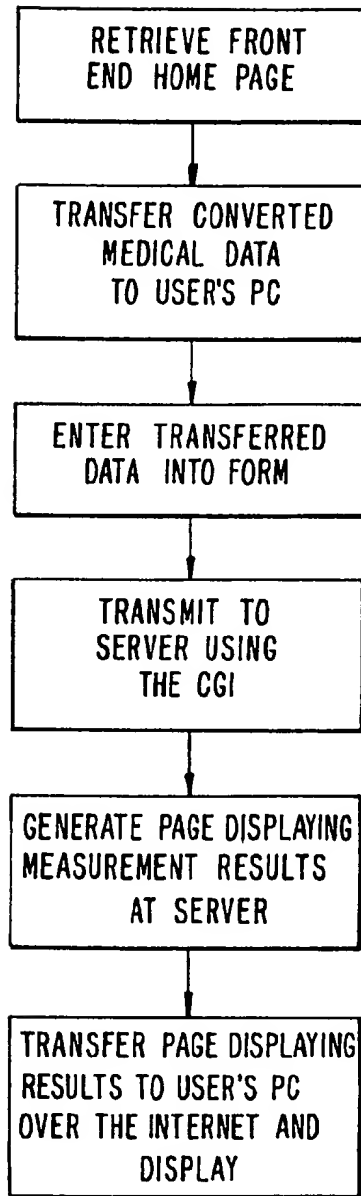 RETRIEVE FRONT
END HOME PAGE
TRANSFER CONVERTED
MEDICAL DATA
TO USER'S PC
ENTER TRANSFERRED
DATA INTO FORM
TRANSMIT TO
SERVER USING
THE CGI
GENERATE PAGE DISPLAYING
MEASUREMENT RESULTS
AT SERVER
TRANSFER PAGE DISPLAYING
RESULTS TO USER'S PC
OVER THE INTERNET AND
DISPLAY